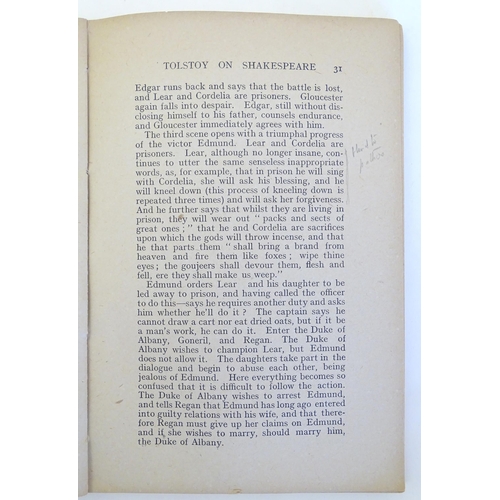 TOLSTOY ON SHAKESPEARE 31
Edgar runs back and says that the battle is lost,
and Lear and Cordelia are prisoners. Gloucester
again falls into despair. Edgar, still without dis-
closing himself to his father, counsels endurance,
and Gloucester immediately agrees with him.
The third scene opens with a triumphal progress
of the victor Edmund. Lear and Cordelia are
prisoners. Lear, although no longer insane, con-
tinues to utter the same senseless inappropriate
words, as, for example, that in prison he will sing
with Cordelia, she will ask his blessing, and he
will kneel down (this process of kneeling down is
repeated three times) and will ask her forgiveness.
And he further says that whilst they are living in
prison, they will wear out "packs and sects of
great ones;" that he and Cordelia are sacrifices
upon which the gods will throw incense, and that
he that parts them "shall bring a brand from
heaven and fire them like foxes; wipe thine
eyes; the goujeers shall devour them, flesh and
fell, ere they shall make us weep."
Edmund orders Lear and his daughter to be
led away to prison, and having called the officer
to do this—says he requires another duty and asks
him whether he'll do it? The captain says he
cannot draw a cart nor eat dried oats, but if it be
a man's work, he can do it. Enter the Duke of
Albany, Goneril, and Regan. The Duke of
Albany wishes to champion Lear, but Edmund
does not allow it. The daughters take part in the
dialogue and begin to abuse each other, being
jealous of Edmund. Here everything becomes so
confused that it is difficult to follow the action.
The Duke of Albany wishes to arrest Edmund,
and tells Regan that Edmund has long ago entered
into guilty relations with his wife, and that there-
fore Regan must give up her claims on Edmund,
and if she wishes to marry, should marry him,
the Duke of Albany.